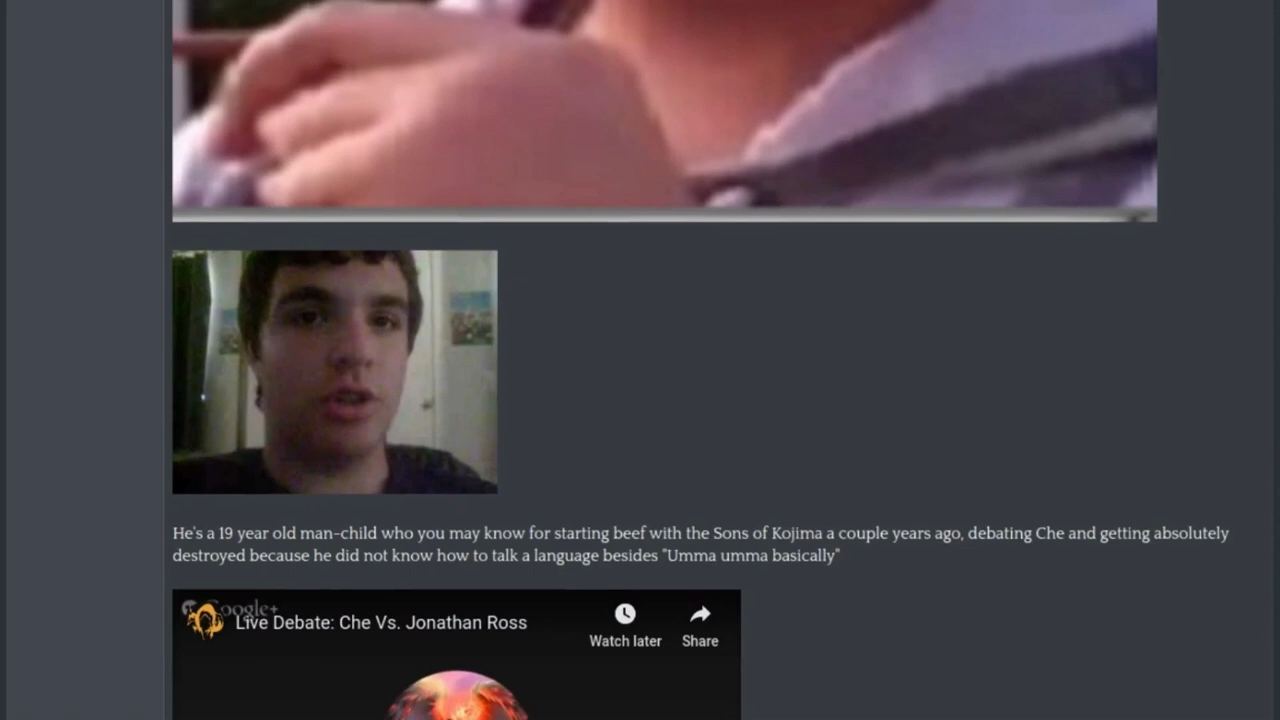 He's a 19 year old man-child who you may know for starting beef with the Sons of Kojima a couple years ago, debating Che and getting absolutely
destroyed because he did not know how to talk a language besides "Umma umma basically"
Google+
Live Debate: Che Vs. Jonathan Ross
Watch later
Share